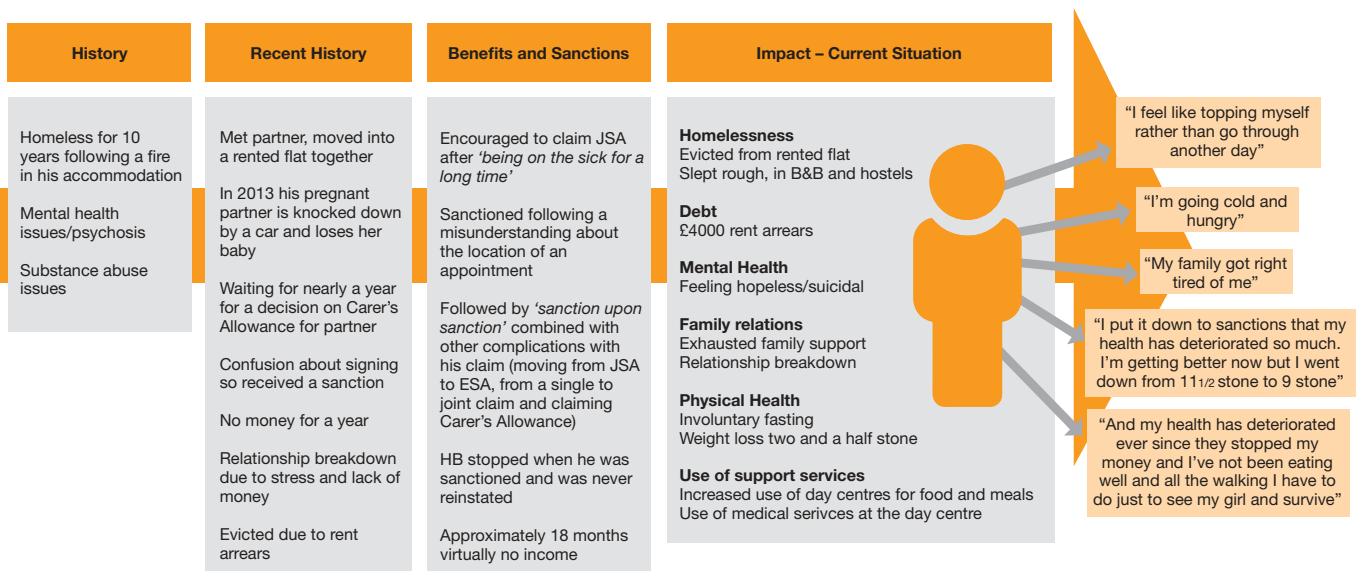 History
Homeless for 10
years following a fire
in his accommodation
Mental health
issues/psychosis
Substance abuse
issues
Recent History
Met partner, moved into
a rented flat together
In 2013 his pregnant
partner is knocked down
by a car and loses her
baby
Waiting for nearly a year
for a decision on Carer’s
Allowance for partner
Confusion about signing
so received a sanction
No money for a year
Relationship breakdown
due to stress and lack of
money
Evicted due to rent
arrears
Benefits and Sanctions
Encouraged to claim JSA
after ‘being on the sick for a
long time’
Sanctioned following a
misunderstanding about
the location of an
appointment
Followed by ‘sanction upon
sanction’ combined with
other complications with
his claim (moving from JSA
to ESA, from a single to
joint claim and claiming
Carer’s Allowance)
HB stopped when he was
sanctioned and was never
reinstated
Approximately 18 months
virtually no income
Impact – Current Situation
Homelessness
Evicted from rented flat
Slept rough, in B&B and hostels
Debt
£4000 rent arrears
Mental Health
Feeling hopeless/suicidal
Family relations
Exhausted family support
Relationship breakdown
Physical Health
Involuntary fasting
Weight loss two and a half stone
Use of support services
Increased use of day centres for food and meals
Use of medical serivces at the day centre
“I feel like topping myself
rather than go through
another day”
“I’m going cold and
hungry”
“My family got right
tired of me”
“I put it down to sanctions that my
health has deteriorated so much.
I’m getting better now but I went
down from 11 1/2 stone to 9 stone”
“And my health has deteriorated
ever since they stopped my
money and I’ve not been eating
well and all the walking I have to
do just to see my girl and survive”